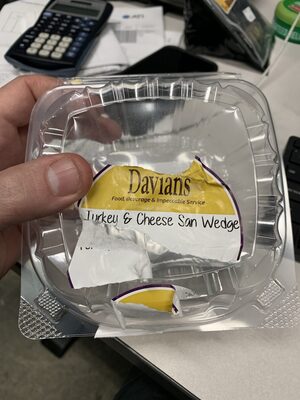 Davians
Food, Beverage & Impeccable Service
Turkey & Cheese San Wedge